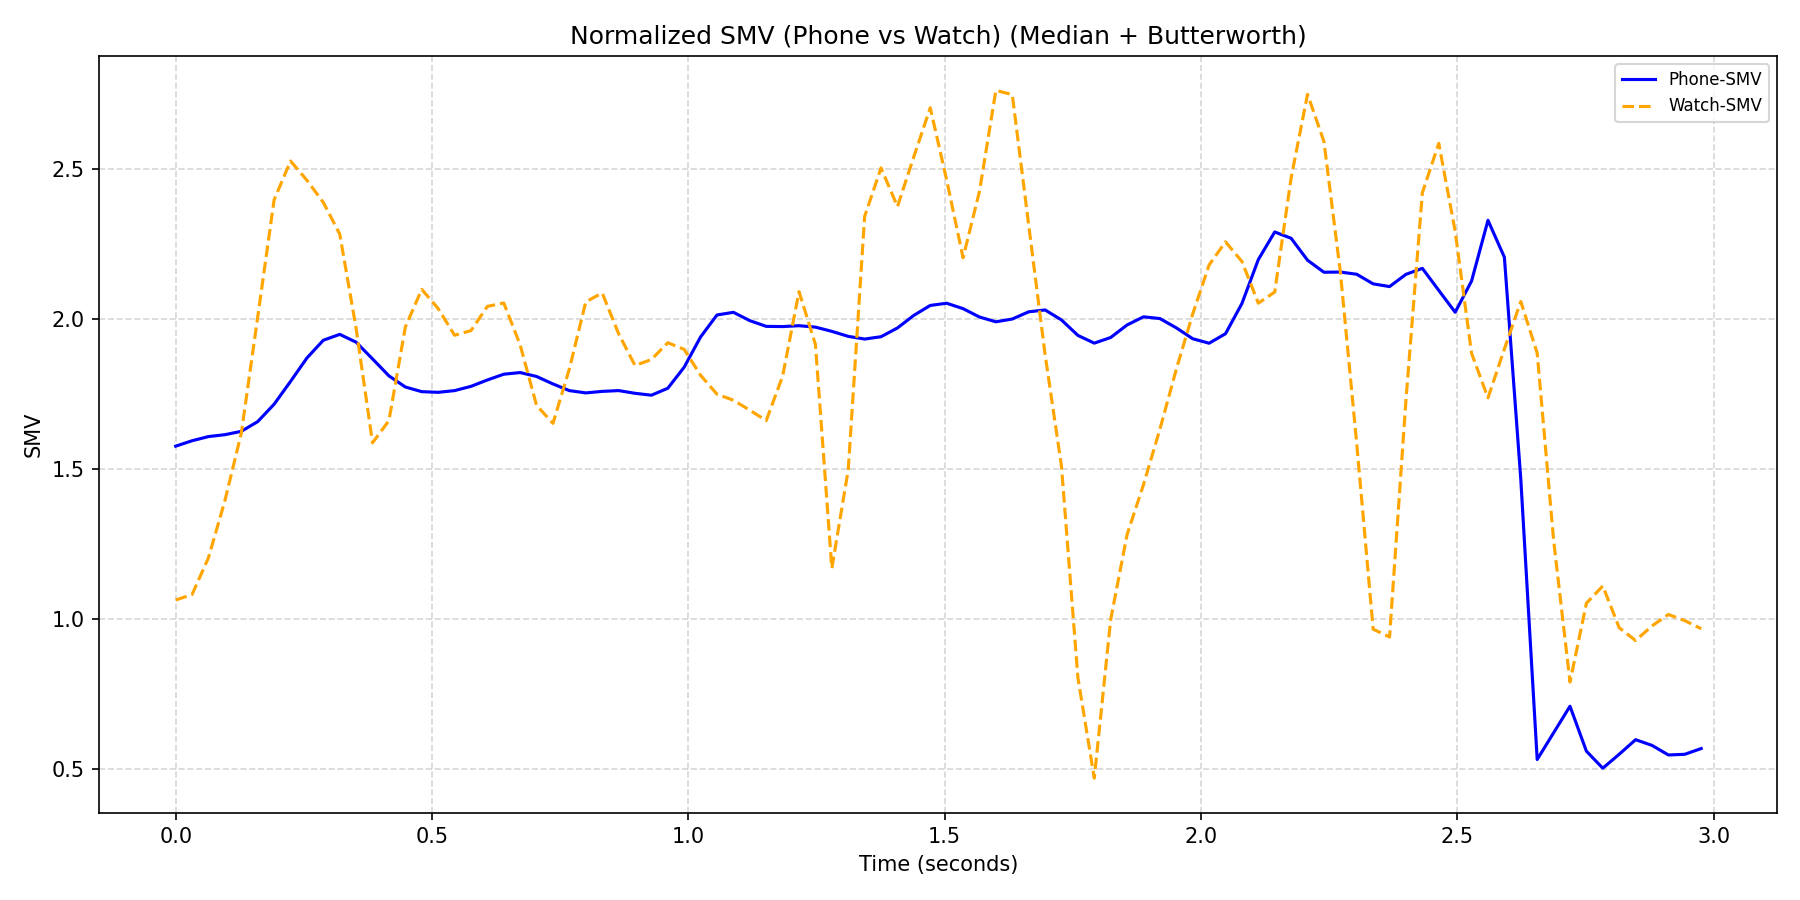 Normalized SMV (Phone vs Watch) (Median + Butterworth)
Phone-SMV
Watch-SMV
SMV
2.5
2.0
1.5
1.0
0.5
0.0 0.5 1.0 1.5 2.0 2.5 3.0
Time (seconds)